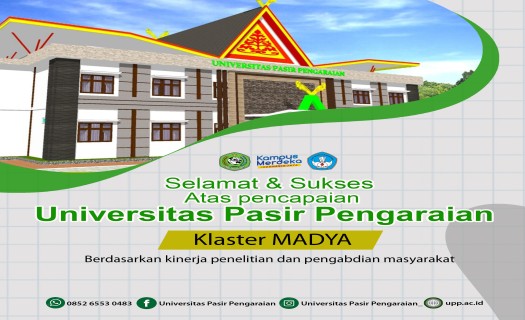 UNIVERSITAS PASIR PENGARAIAN
Kampus
Merdeka
Selamat & Sukses
Atas pencapaian
Universitas Pasir Pengaraian
Klaster MADYA
Berdasarkan kinerja penelitian dan pengabdian masyarakat
0852 6553 0483 Universitas Pasir Pengaraian Universitas Pasir Pengaraian_ upp.ac.id